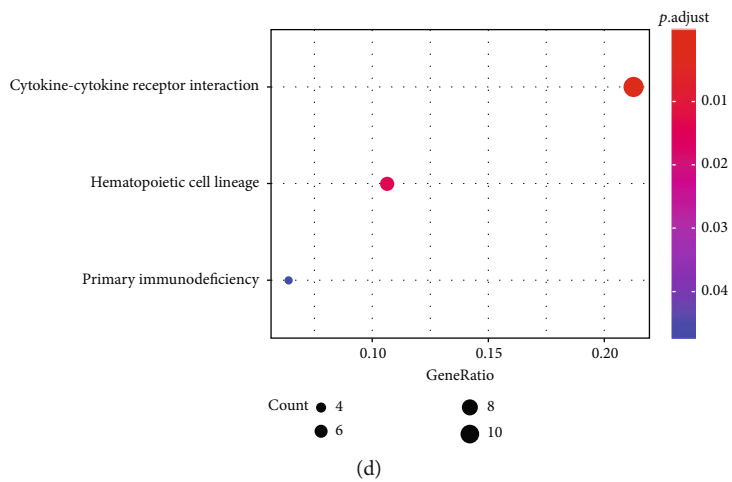 p.adjust
Cytokine-cytokine receptor interaction
0.01
0.02
Hematopoietic cell lineage
0.03
Primary immunodeficiency
0.04
0.10 0.15 0.20
GeneRatio
Count 4 8
6 10
(d)